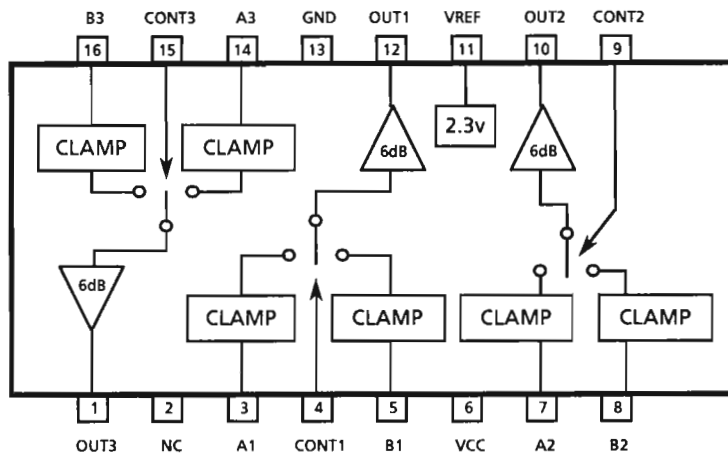 B3 CONT3 A3 GND OUT1 VREF OUT2 CONT2
16 15 14 13 12 11 10 9
CLAMP CLAMP 6dB 2.3v 6dB
6dB
CLAMP CLAMP CLAMP CLAMP
1 2 3 4 5 6 7 8
OUT3 NC A1 CONT1 B1 VCC A2 B2